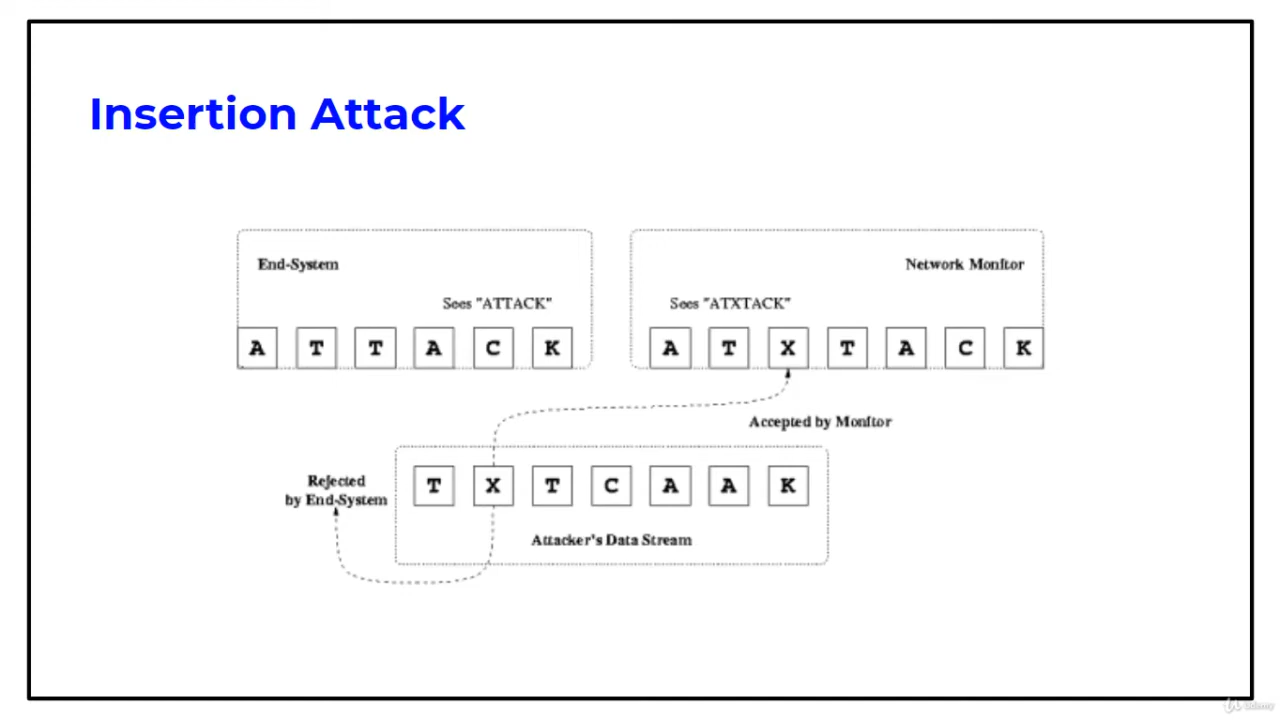 Insertion Attack
End-System
Sees "ATTACK"
A T T A C K
Network Monitor
Sees "ATXTACK"
A T X T A C K
Accepted by Monitor
Rejected
by End-System
T X T C A A K
Attacker's Data Stream
Udemy